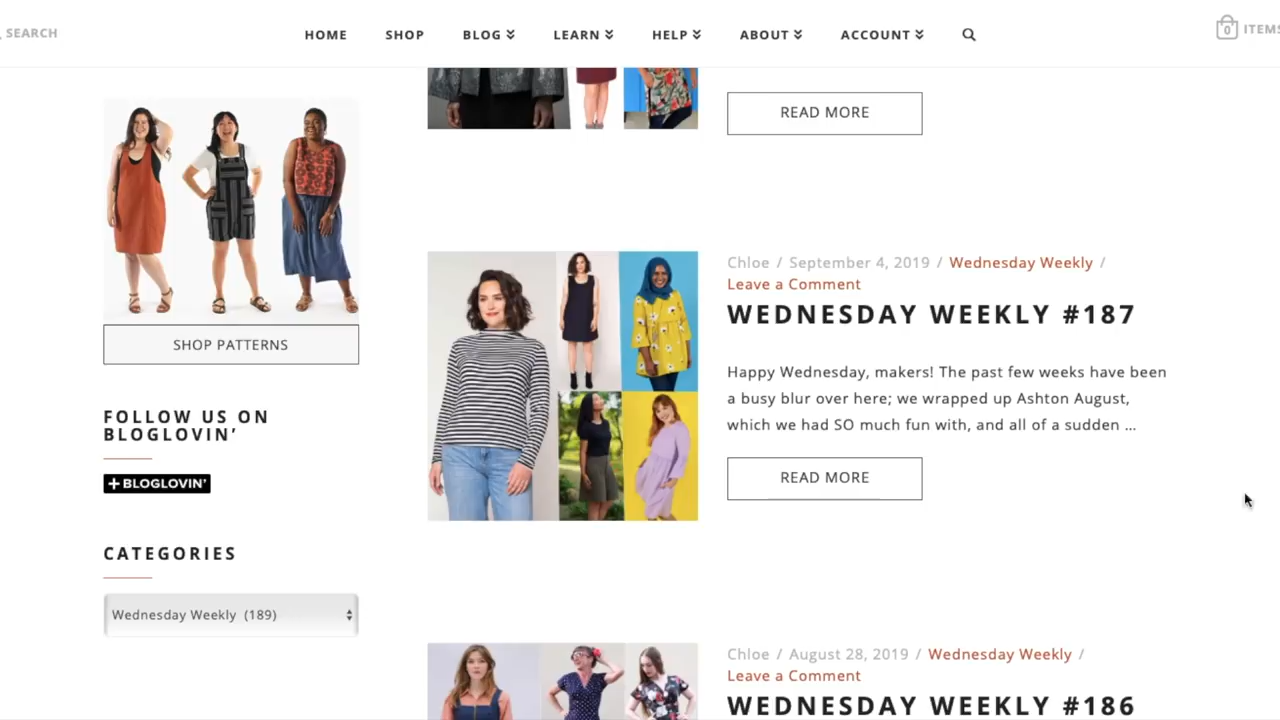 SEARCH
HOME
SHOP
BLOG
LEARN
HELP
ABOUT
ACCOUNT
0
ITEMS
READ MORE
SHOP PATTERNS
FOLLOW US ON
BLOGLOVIN’
+ BLOGLOVIN’
CATEGORIES
Wednesday Weekly (189)
Chloe / September 4, 2019 / Wednesday Weekly /
Leave a Comment
WEDNESDAY WEEKLY #187
Happy Wednesday, makers! The past few weeks have been
a busy blur over here; we wrapped up Ashton August,
which we had SO much fun with, and all of a sudden ...
READ MORE
Chloe / August 28, 2019 / Wednesday Weekly /
Leave a Comment
WEDNESDAY WEEKLY #186